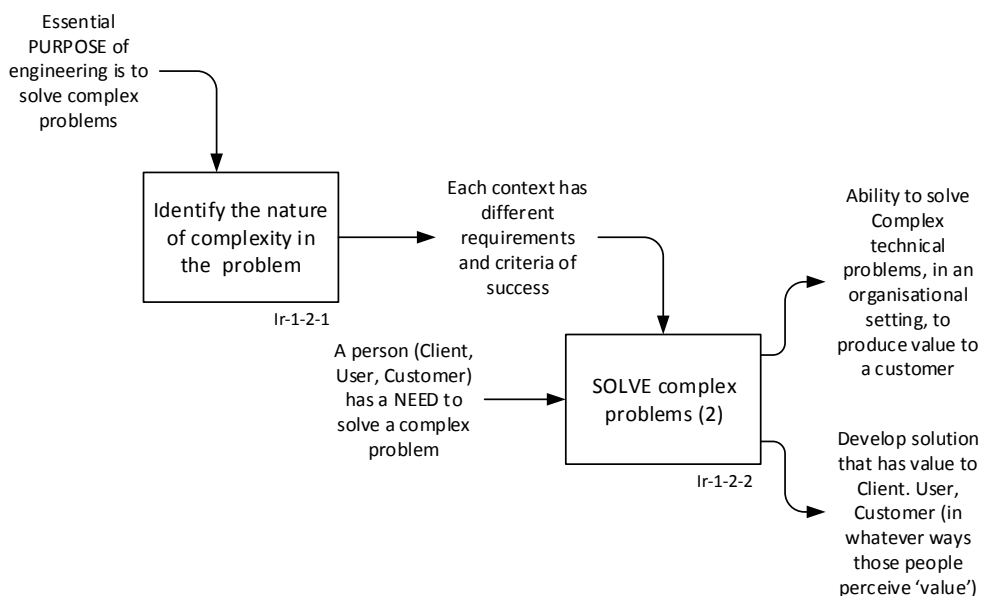 Essential
PURPOSE of
engineering is to
solve complex
problems
Identify the nature
of complexity in
the problem
Ir-1-2-1
Each context has
different
requirements
and criteria of
success
A person (Client,
User, Customer)
has a NEED to
solve a complex
problem
SOLVE complex
problems (2)
Ir-1-2-2
Ability to solve
Complex
technical
problems, in an
organisational
setting, to
produce value to
a customer
Develop solution
that has value to
Client. User,
Customer (in
whatever ways
those people
perceive ‘value’)